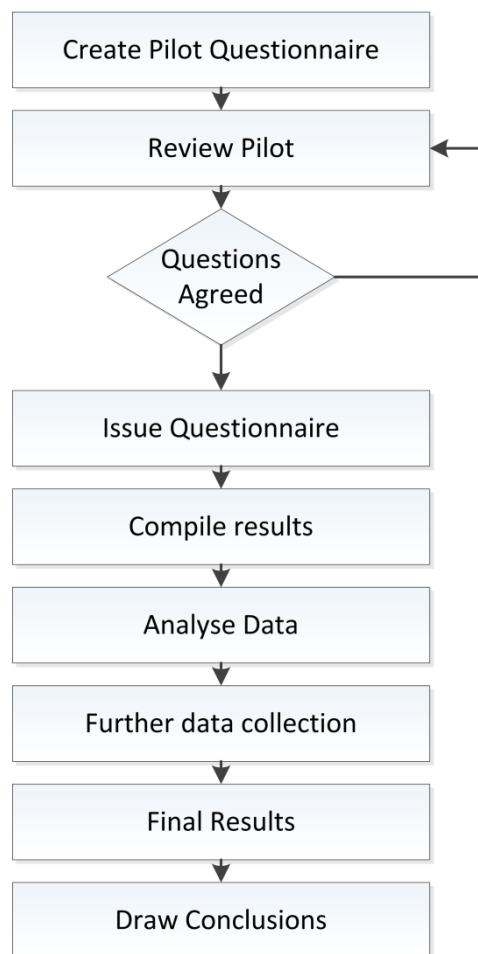 Create Pilot Questionnaire
Review Pilot
Questions
Agreed
Issue Questionnaire
Compile results
Analyse Data
Further data collection
Final Results
Draw Conclusions